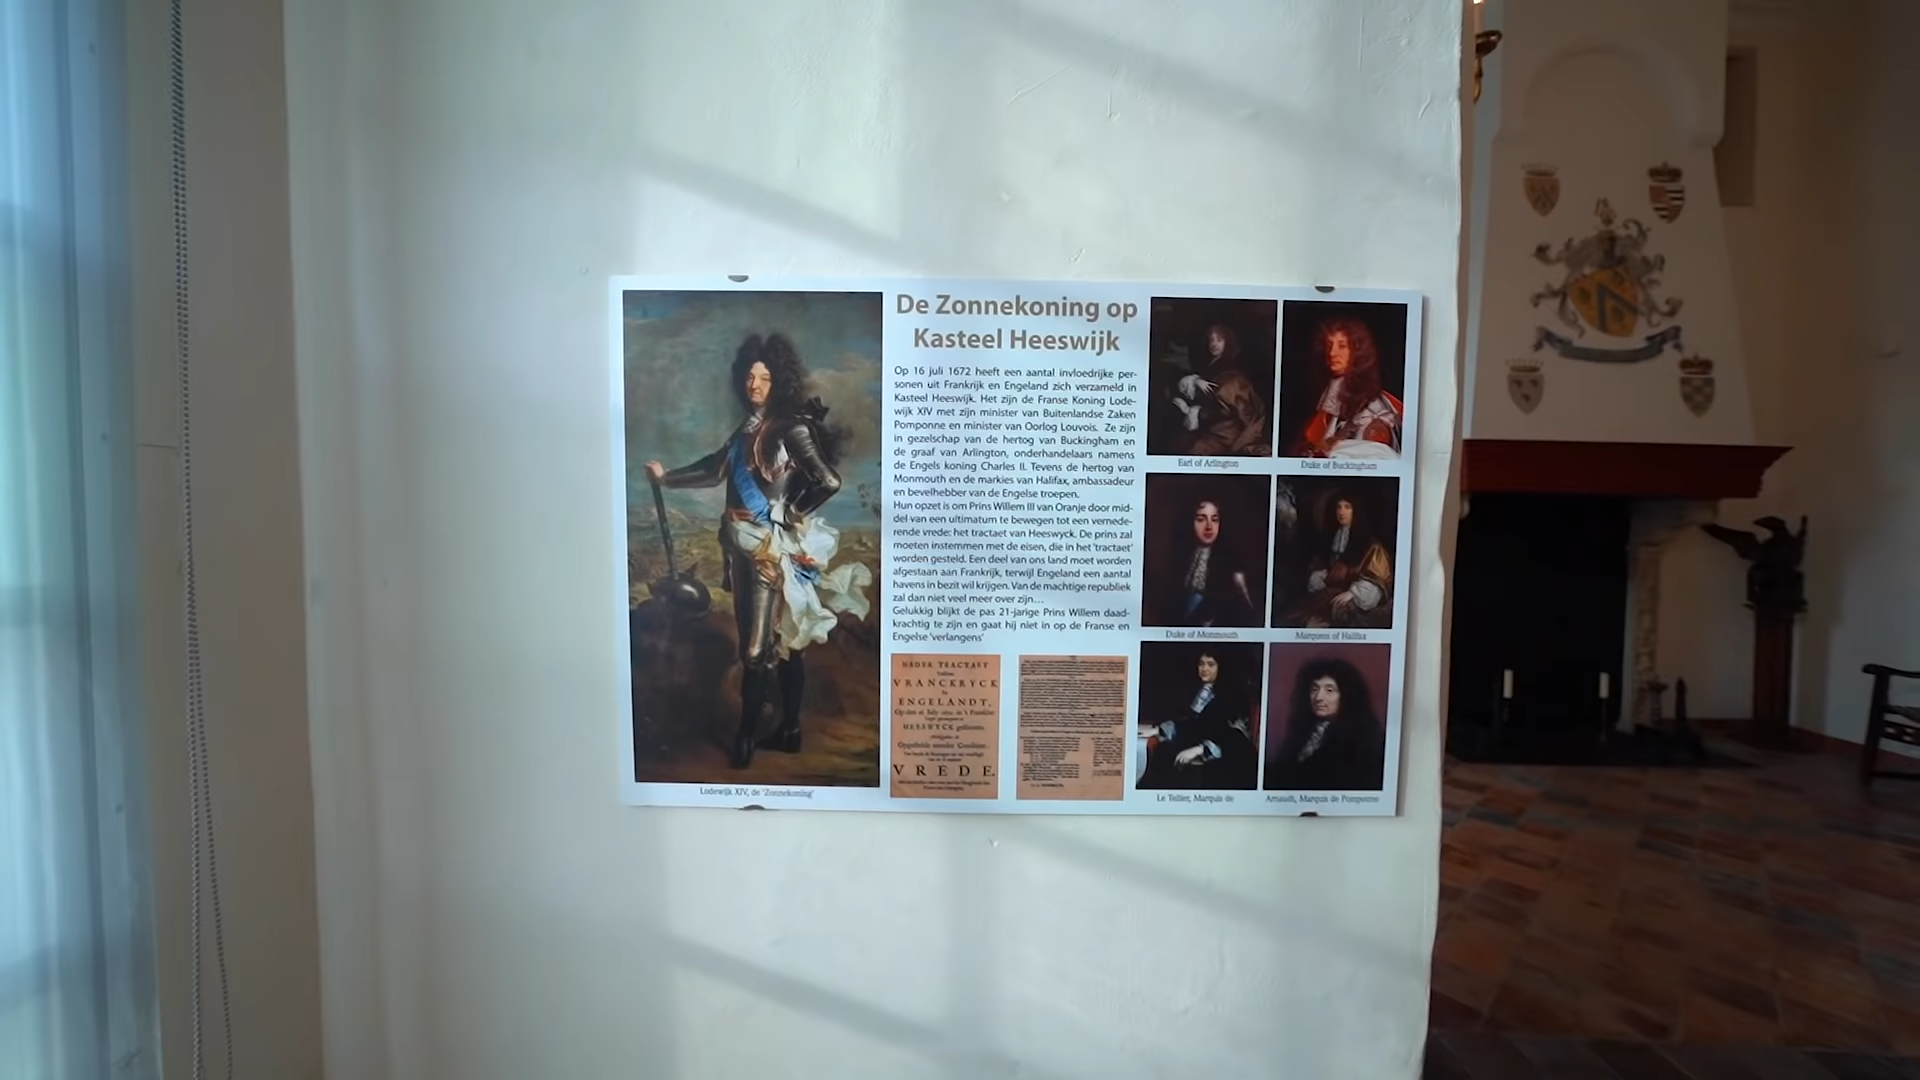 De Zonnekoning op
Kasteel Heeswijk
Op 16 juli 1672 heeft een aantal invloedrijke per-
sonen uit Frankrijk en Engeland zich verzameld in
Kasteel Heeswijk. Het zijn de Franse Koning Lode-
wijk XIV met zijn minister van Buitenlandse Zaken
Pomponne en minister van Oorlog Louvois. Ze zijn
in gezelschap van de hertog van Buckingham en
de graaf van Arlington, onderhandelaars namens
de Engels koning Charles II. Tevens de hertog van
Monmouth en de markies van Halifax, ambassadeur
en bevelhebber van de Engelse troepen.
Hun opzet is om Prins Willem III van Oranje door mid-
del van een ultimatum te bewegen tot een vernede-
rende vrede: het tractaet van Heeswyck. De prins zal
moeten instemmen met de eisen, die in het 'tractaet'
worden gesteld. Een deel van ons land moet worden
afgestaan aan Frankrijk, terwijl Engeland een aantal
havens in bezit wil krijgen. Van de machtige republiek
zal dan niet veel meer over zijn...
Gelukkig blijkt de pas 21-jarige Prins Willem daad-
krachtig te zijn en gaat hij niet in op de Franse en
Engelse 'verlangens'
NADER TRACTAET
VRANCKRYCK
ENGELANDT,
HEESWYCK
VREDE.
Lodewijk XIV, de 'Zonnekoning'
Earl of Arlington
Duke of Buckingham
Duke of Monmouth
Marquess of Halifax
Le Tellier, Marquis de
Arnauld, Marquis de Pomponne